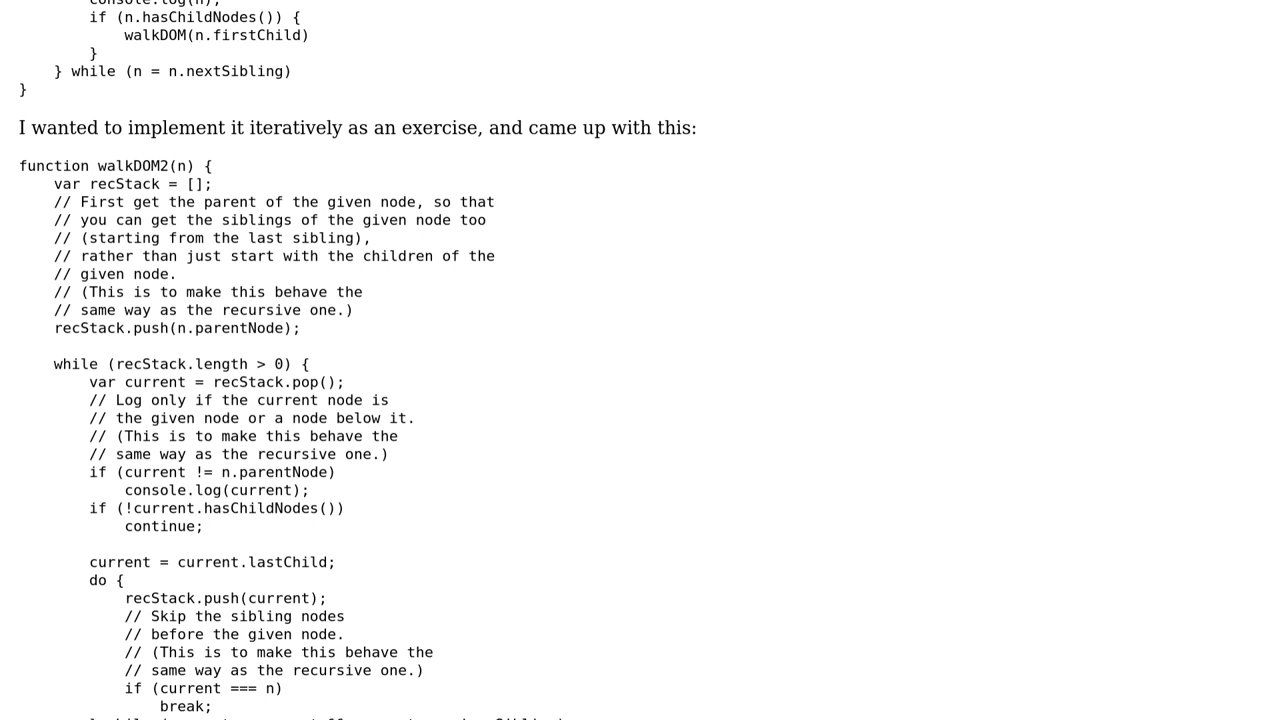 console.log(n);
        if (n.hasChildNodes()) {
            walkDOM(n.firstChild)
        }
    } while (n = n.nextSibling)
}
I wanted to implement it iteratively as an exercise, and came up with this:
function walkDOM2(n) {
    var recStack = [];
    // First get the parent of the given node, so that
    // you can get the siblings of the given node too
    // (starting from the last sibling),
    // rather than just start with the children of the
    // given node.
    // (This is to make this behave the
    // same way as the recursive one.)
    recStack.push(n.parentNode);
    while (recStack.length > 0) {
        var current = recStack.pop();
        // Log only if the current node is
        // the given node or a node below it.
        // (This is to make this behave the
        // same way as the recursive one.)
        if (current != n.parentNode)
            console.log(current);
        if (!current.hasChildNodes())
            continue;
        current = current.lastChild;
        do {
            recStack.push(current);
            // Skip the sibling nodes
            // before the given node.
            // (This is to make this behave the
            // same way as the recursive one.)
            if (current === n)
                break;